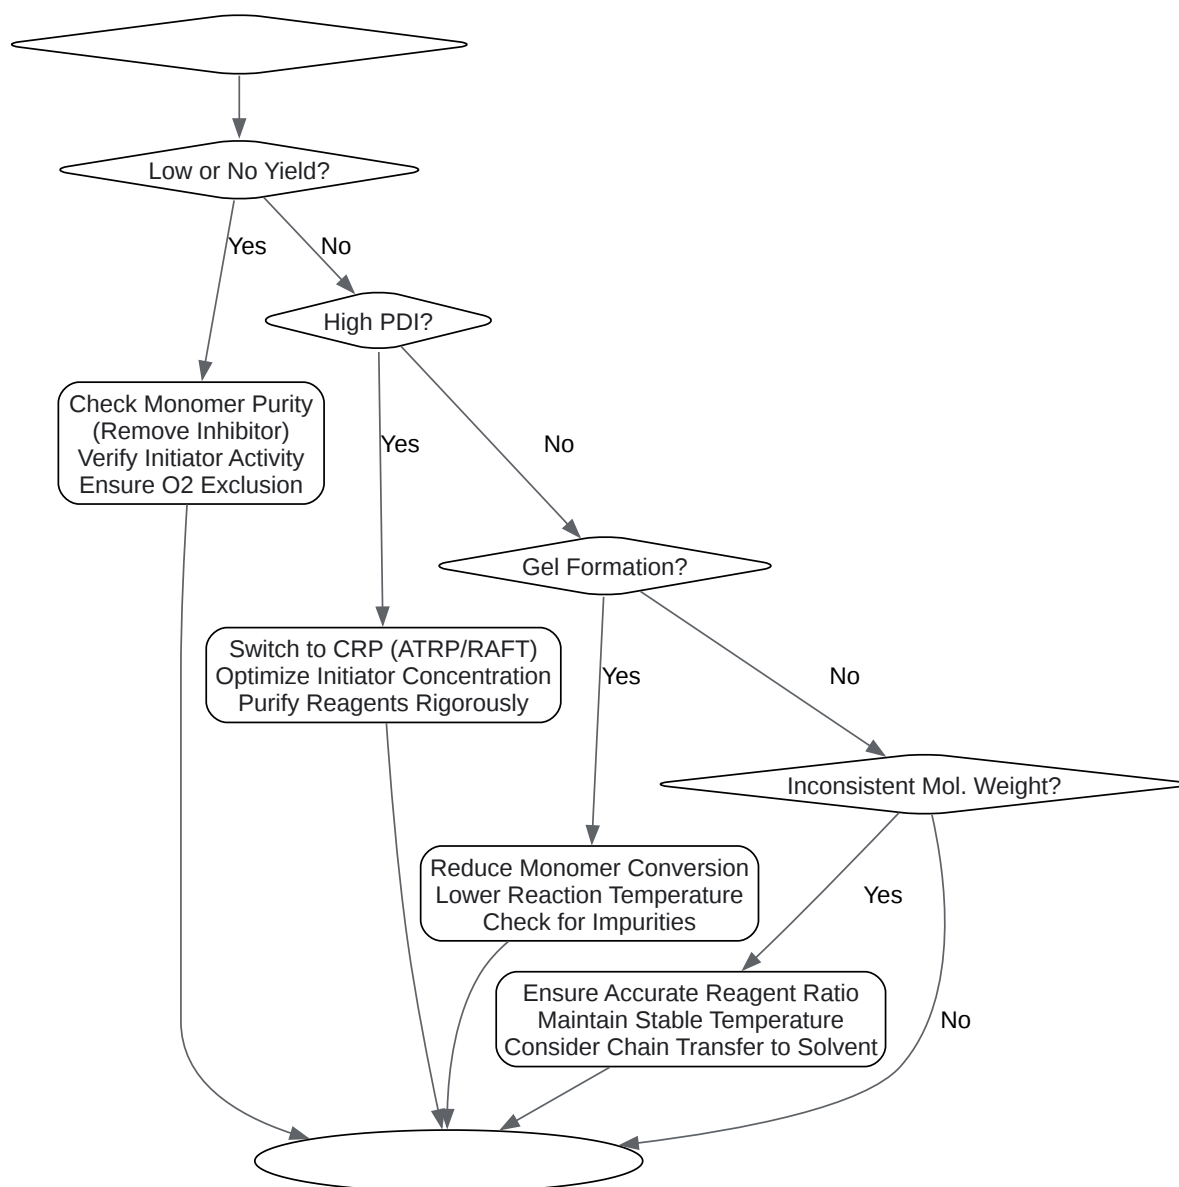 Low or No Yield?
Yes
No
High PDI?
Check Monomer Purity
(Remove Inhibitor)
Verify Initiator Activity
Ensure O2 Exclusion
Yes
No
Gel Formation?
Switch to CRP (ATRP/RAFT)
Optimize Initiator Concentration
Purify Reagents Rigorously
Yes
No
Inconsistent Mol. Weight?
Reduce Monomer Conversion
Lower Reaction Temperature
Check for Impurities
Yes
Ensure Accurate Reagent Ratio
Maintain Stable Temperature
Consider Chain Transfer to Solvent
No